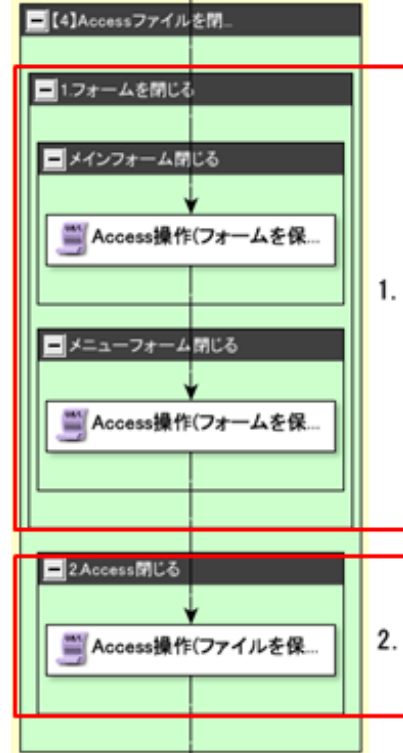 【4】Accessファイルを閉...
1.フォームを閉じる
メインフォーム閉じる
Access操作(フォームを保...
1.
メニューフォーム閉じる
Access操作(フォームを保...
2.Access閉じる
Access操作(ファイルを保...
2.